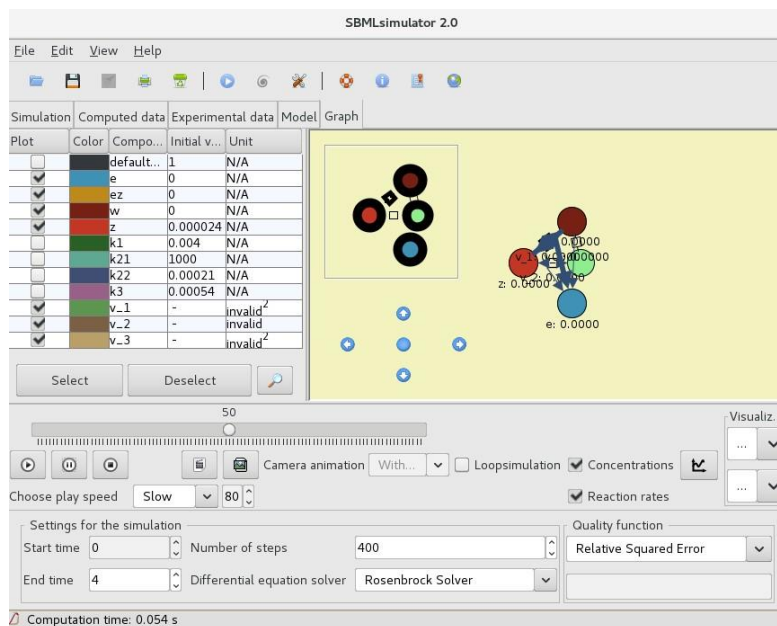 SBMLsimulator 2.0
File Edit View Help
Simulation Computed data Experimental data Model Graph
Plot Color Compo... Initial v... Unit
default... 1 N/A
e 0 N/A
ez 0 N/A
w 0 N/A
z 0.000024 N/A
k1 0.004 N/A
k21 1000 N/A
k22 0.00021 N/A
k3 0.00054 N/A
v_1 - invalid²
v_2 - invalid
v_3 - invalid²
z: 0.0000
e: 0.0000
Select Deselect
50
Visualiz.
Camera animation With... Loopsimulation Concentrations ...
Choose play speed Slow 80 Reaction rates ...
Settings for the simulation Quality function
Start time 0 Number of steps 400 Relative Squared Error
End time 4 Differential equation solver Rosenbrock Solver
Computation time: 0.054 s